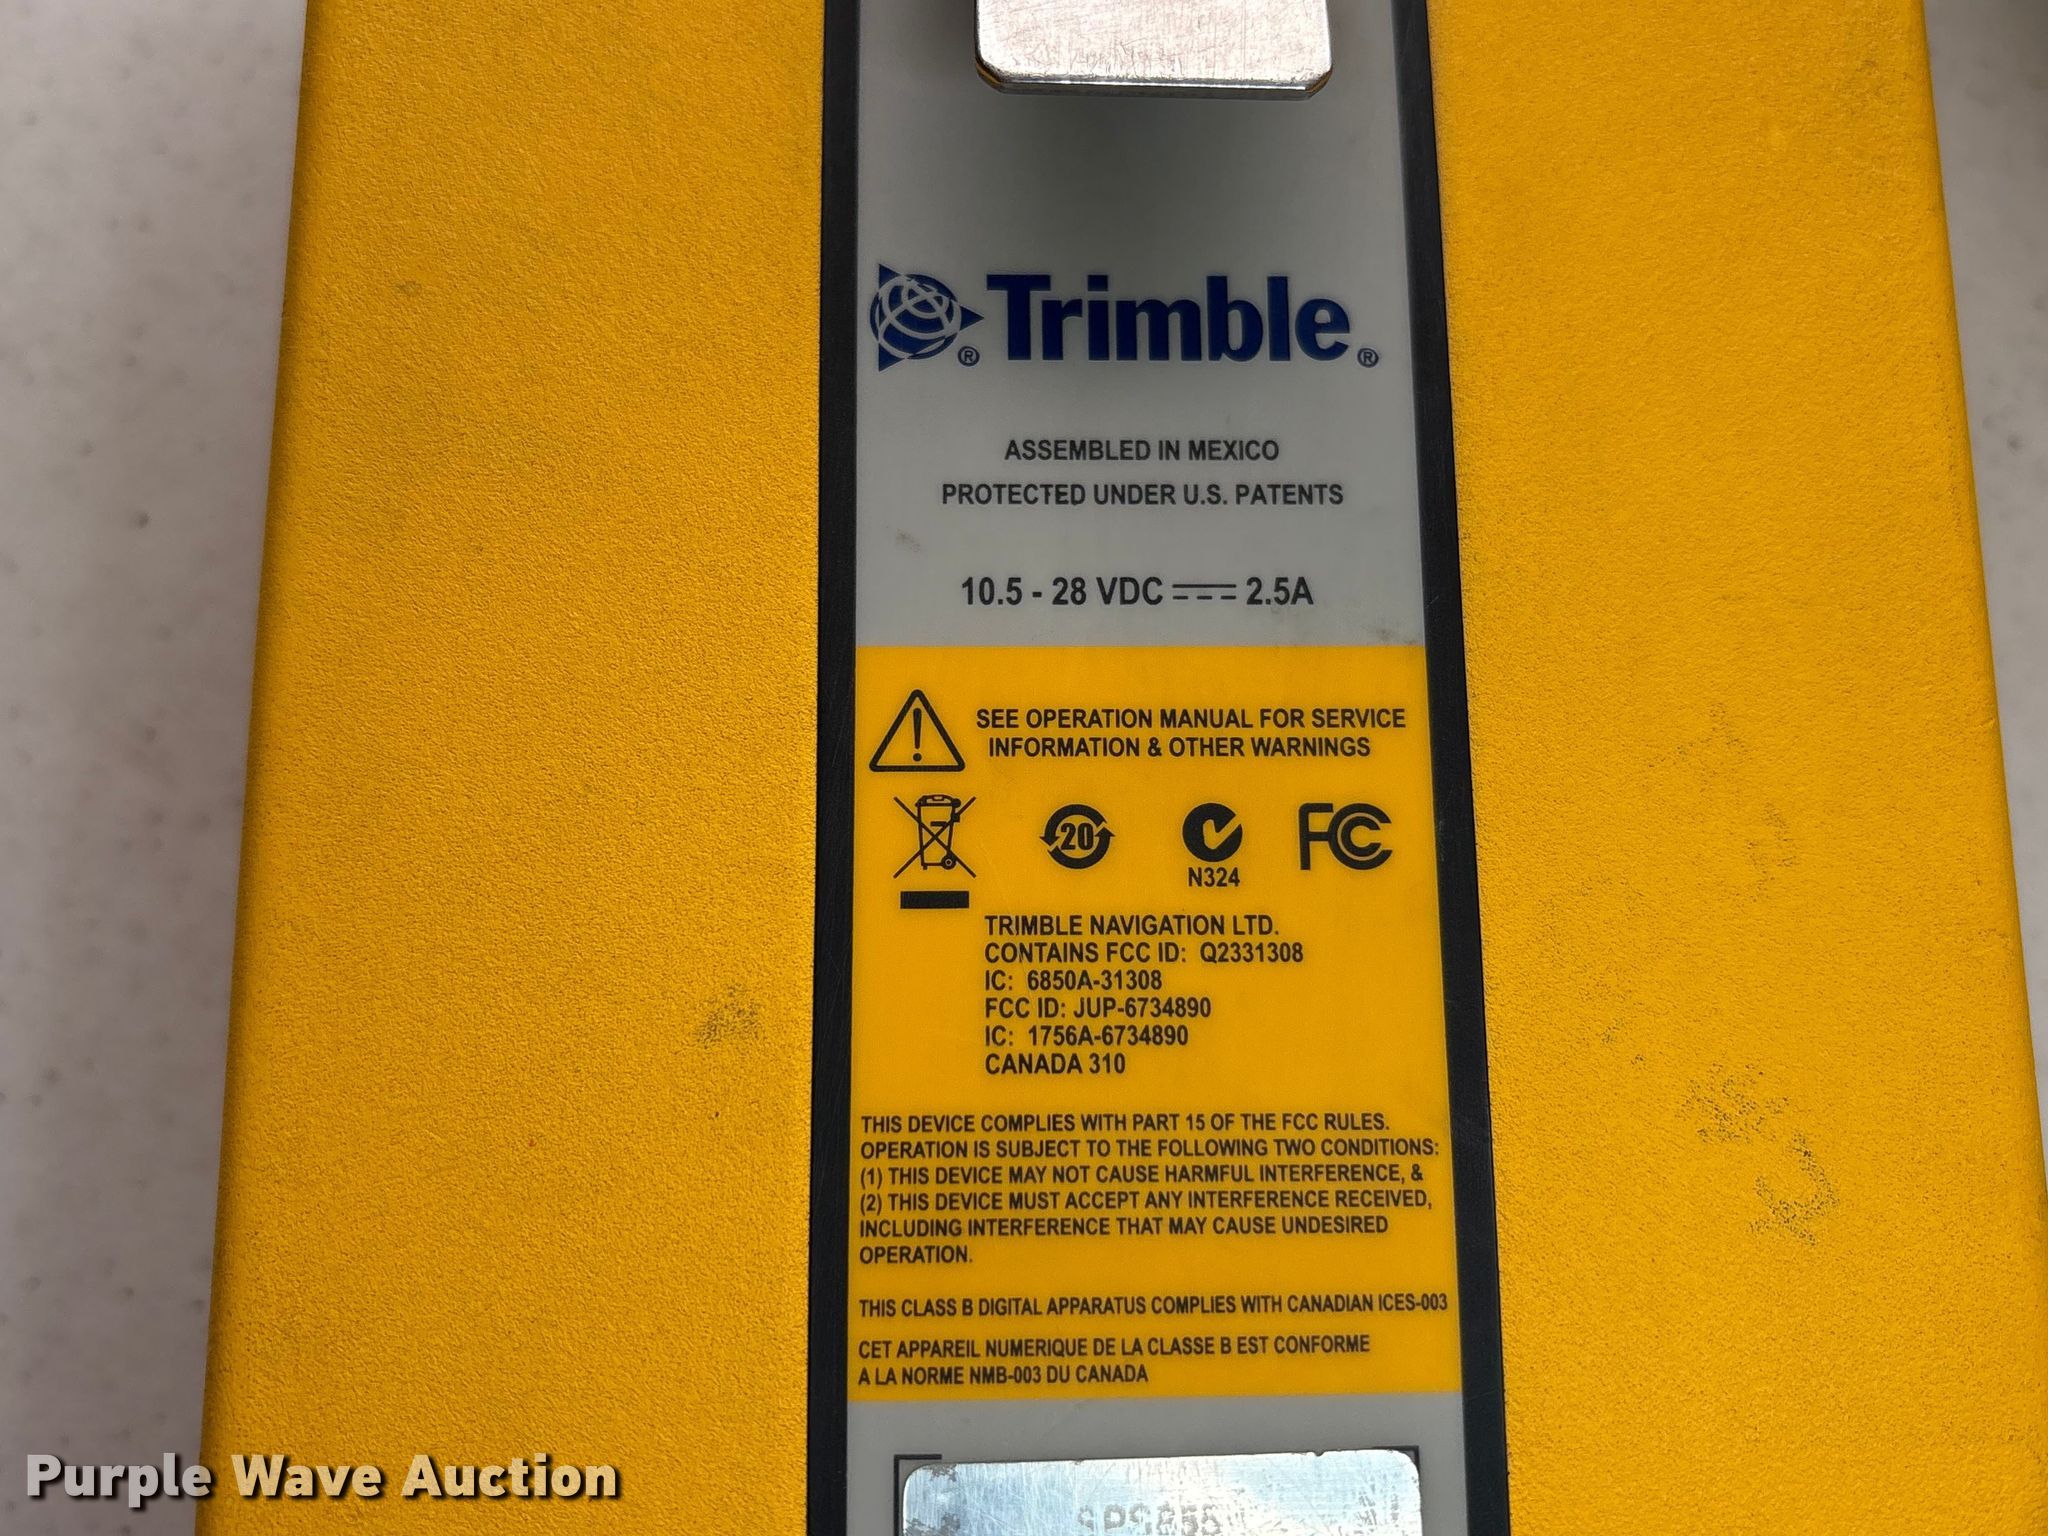 Trimble®
ASSEMBLED IN MEXICO
PROTECTED UNDER U.S. PATENTS
10.5 - 28 VDC 2.5A
SEE OPERATION MANUAL FOR SERVICE
INFORMATION & OTHER WARNINGS
20
FC
N324
TRIMBLE NAVIGATION LTD.
CONTAINS FCC ID: Q2331308
IC: 6850A-31308
FCC ID: JUP-6734890
IC: 1756A-6734890
CANADA 310
THIS DEVICE COMPLIES WITH PART 15 OF THE FCC RULES.
OPERATION IS SUBJECT TO THE FOLLOWING TWO CONDITIONS:
(1) THIS DEVICE MAY NOT CAUSE HARMFUL INTERFERENCE, &
(2) THIS DEVICE MUST ACCEPT ANY INTERFERENCE RECEIVED,
INCLUDING INTERFERENCE THAT MAY CAUSE UNDESIRED
OPERATION.
THIS CLASS B DIGITAL APPARATUS COMPLIES WITH CANADIAN ICES-003
CET APPAREIL NUMERIQUE DE LA CLASSE B EST CONFORME
A LA NORME NMB-003 DU CANADA
Purple Wave Auction